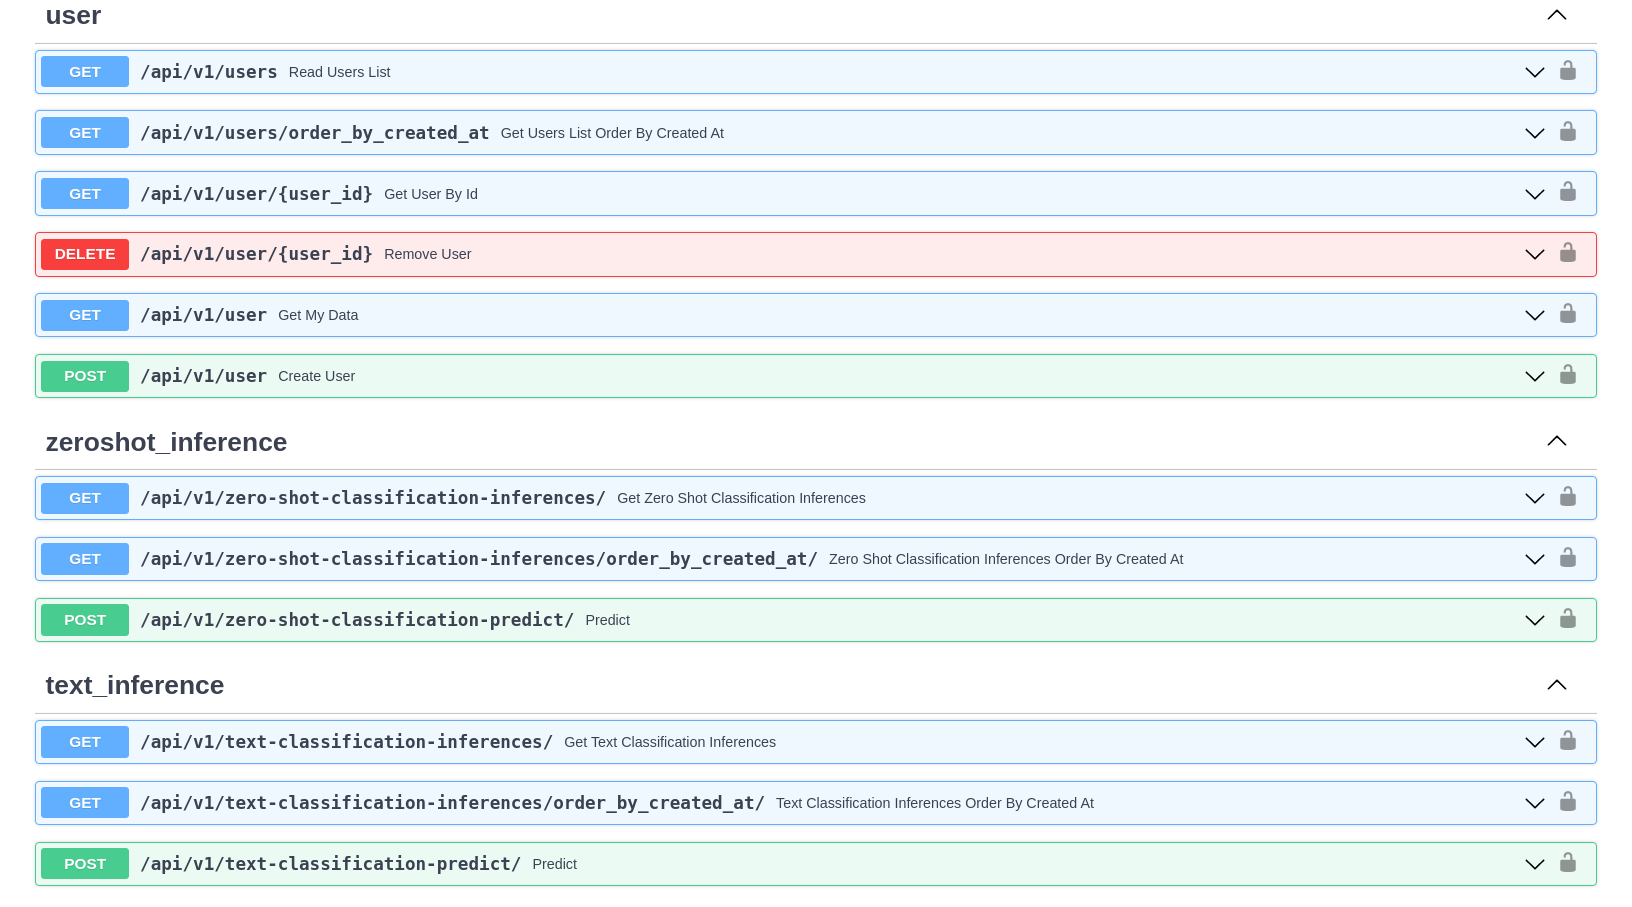 user
GET /api/v1/users Read Users List
GET /api/v1/users/order_by_created_at Get Users List Order By Created At
GET /api/v1/user/{user_id} Get User By Id
DELETE /api/v1/user/{user_id} Remove User
GET /api/v1/user Get My Data
POST /api/v1/user Create User
zeroshot_inference
GET /api/v1/zero-shot-classification-inferences/ Get Zero Shot Classification Inferences
GET /api/v1/zero-shot-classification-inferences/order_by_created_at/ Zero Shot Classification Inferences Order By Created At
POST /api/v1/zero-shot-classification-predict/ Predict
text_inference
GET /api/v1/text-classification-inferences/ Get Text Classification Inferences
GET /api/v1/text-classification-inferences/order_by_created_at/ Text Classification Inferences Order By Created At
POST /api/v1/text-classification-predict/ Predict